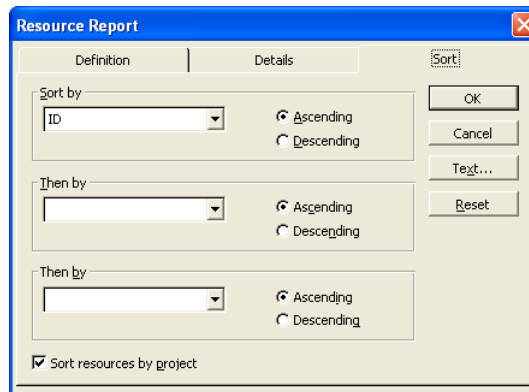 Resource Report
Definition
Details
Sort
Sort by
ID
Ascending
Descending
Then by
Ascending
Descending
Then by
Ascending
Descending
Sort resources by project
OK
Cancel
Text...
Reset